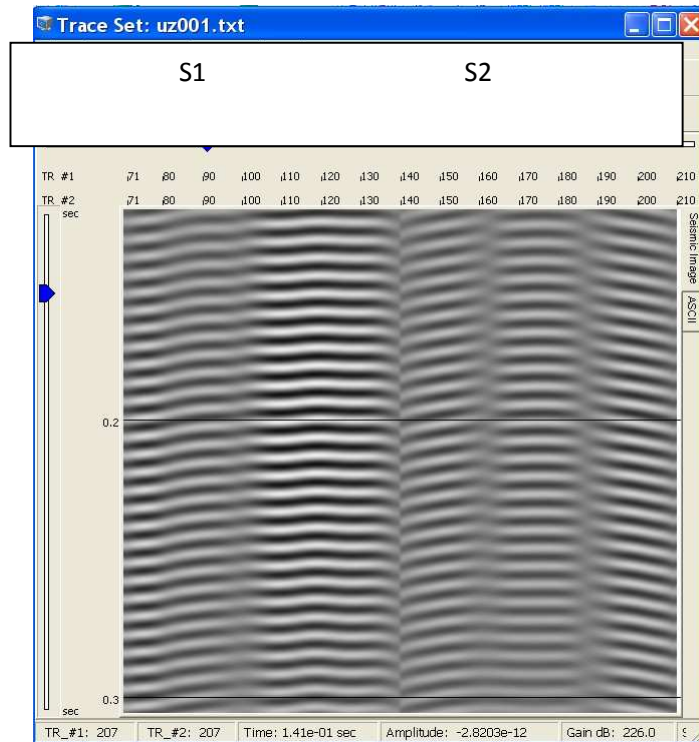 Trace Set: uz001.txt
S1 S2
TR #1 71 80 90 100 110 120 130 140 150 160 170 180 190 200 210
TR #2 71 80 90 100 110 120 130 140 150 160 170 180 190 200 210
sec
Seismic Image
ASCII
0.2
0.3
sec
TR_#1: 207 TR_#2: 207 Time: 1.41e-01 sec Amplitude: -2.8203e-12 Gain dB: 226.0